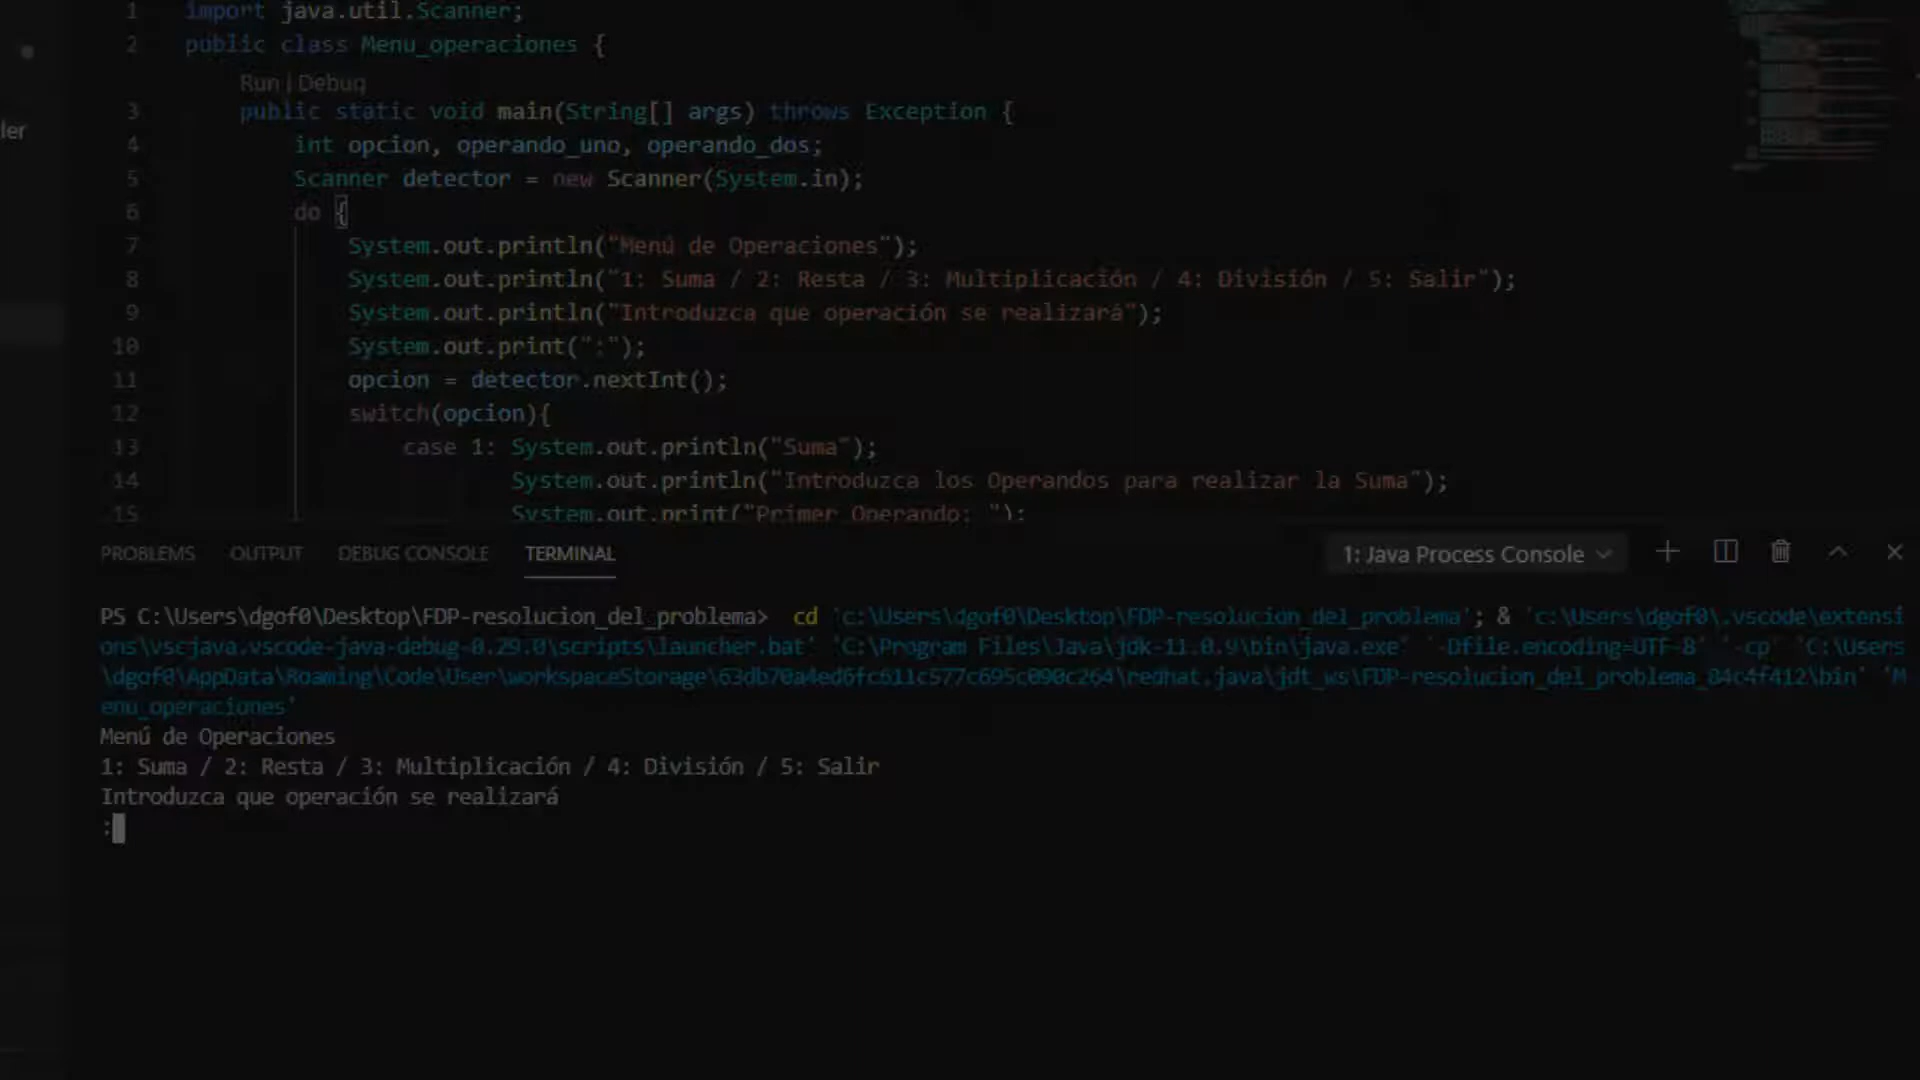 1 import java.util.Scanner;
2 public class Menu_operaciones {
Run | Debug
3 public static void main(String[] args) throws Exception {
ler
4 int opcion, operando_uno, operando_dos;
5 Scanner detector = new Scanner(System.in);
6 do {
7 System.out.println("Menú de Operaciones");
8 System.out.println("1: Suma / 2: Resta / 3: Multiplicación / 4: División / 5: Salir");
9 System.out.println("Introduzca que operación se realizará");
10 System.out.print(":");
11 opcion = detector.nextInt();
12 switch(opcion){
13 case 1: System.out.println("Suma");
14 System.out.println("Introduzca los Operandos para realizar la Suma");
15 System.out.print("Primer Operando: ");
PROBLEMS OUTPUT DEBUG CONSOLE TERMINAL 1: Java Process Console
PS C:\Users\dgof0\Desktop\FDP-resolucion_del_problema> cd 'c:\Users\dgof0\Desktop\FDP-resolucion_del_problema'; & 'c:\Users\dgof0\.vscode\extensi
ons\vscjava.vscode-java-debug-0.29.0\scripts\launcher.bat' 'C:\Program Files\Java\jdk-11.0.9\bin\java.exe' '-Dfile.encoding=UTF-8' '-cp' 'C:\Users
\dgof0\AppData\Roaming\Code\User\workspaceStorage\63db70a4ed6fc611c577c695c090c264\redhat.java\jdt_ws\FDP-resolucion_del_problema_84c4f412\bin' 'M
enu_operaciones'
Menú de Operaciones
1: Suma / 2: Resta / 3: Multiplicación / 4: División / 5: Salir
Introduzca que operación se realizará
: